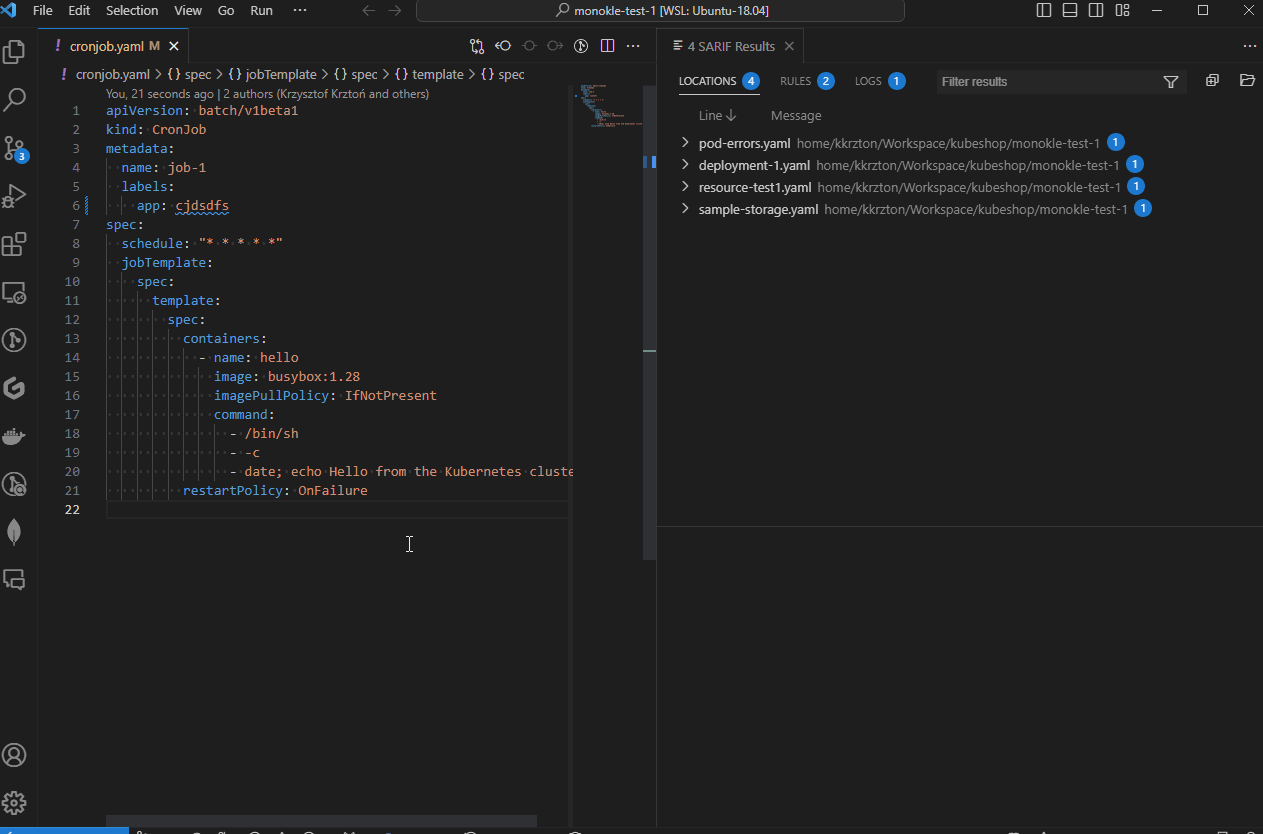 File Edit Selection View Go Run ··· monokle-test-1 [WSL: Ubuntu-18.04]
! cronjob.yaml M
! cronjob.yaml > {} spec > {} jobTemplate > {} spec > {} template > {} spec
You, 21 seconds ago | 2 authors (Krzysztof Krztoń and others)
1 apiVersion: batch/v1beta1
2 kind: CronJob
3 metadata:
4 name: job-1
5 labels:
6 app: cjdsdfs
7 spec:
8 schedule: "* * * * *"
9 jobTemplate:
10 spec:
11 template:
12 spec:
13 containers:
14 - name: hello
15 image: busybox:1.28
16 imagePullPolicy: IfNotPresent
17 command:
18 - /bin/sh
19 - -c
20 - date; echo Hello from the Kubernetes cluste
21 restartPolicy: OnFailure
22
3
4 SARIF Results
LOCATIONS 4 RULES 2 LOGS 1 Filter results
Line Message
pod-errors.yaml home/kkrzton/Workspace/kubeshop/monokle-test-1 1
deployment-1.yaml home/kkrzton/Workspace/kubeshop/monokle-test-1 1
resource-test1.yaml home/kkrzton/Workspace/kubeshop/monokle-test-1 1
sample-storage.yaml home/kkrzton/Workspace/kubeshop/monokle-test-1 1